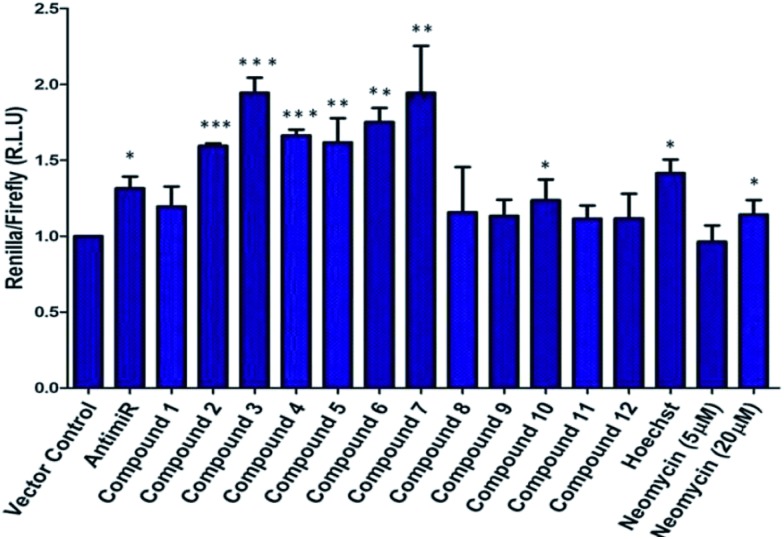 Renilla/Firefly (R.L.U)
2.5
2.0
1.5
1.0
0.5
0.0
*
***
***
***
**
**
**
*
*
*
Vector Control
AntimiR
Compound 1
Compound 2
Compound 3
Compound 4
Compound 5
Compound 6
Compound 7
Compound 8
Compound 9
Compound 10
Compound 11
Compound 12
Hoechst
Neomycin (5µM)
Neomycin (20µM)